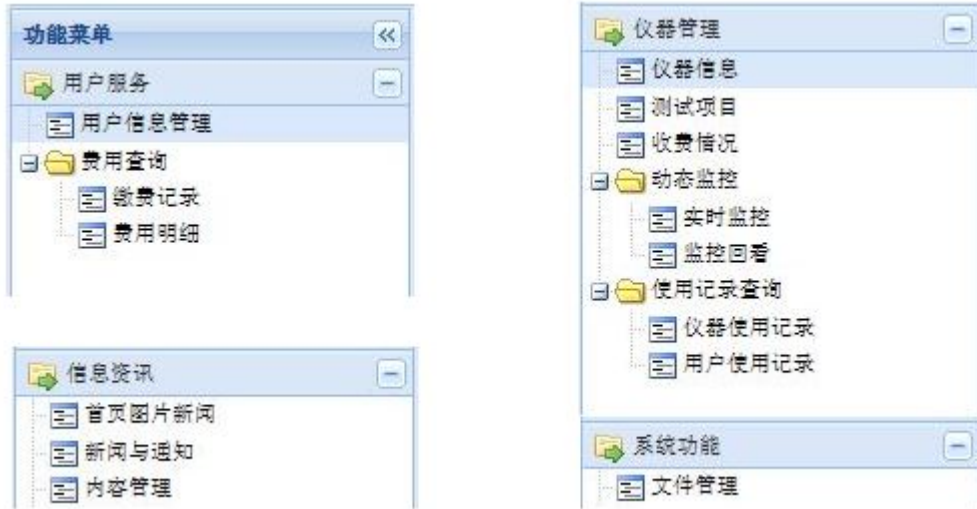 功能菜单
用户服务
用户信息管理
费用查询
缴费记录
费用明细
信息资讯
首页图片新闻
新闻与通知
内容管理
仪器管理
仪器信息
测试项目
收费情况
动态监控
实时监控
监控回看
使用记录查询
仪器使用记录
用户使用记录
系统功能
文件管理